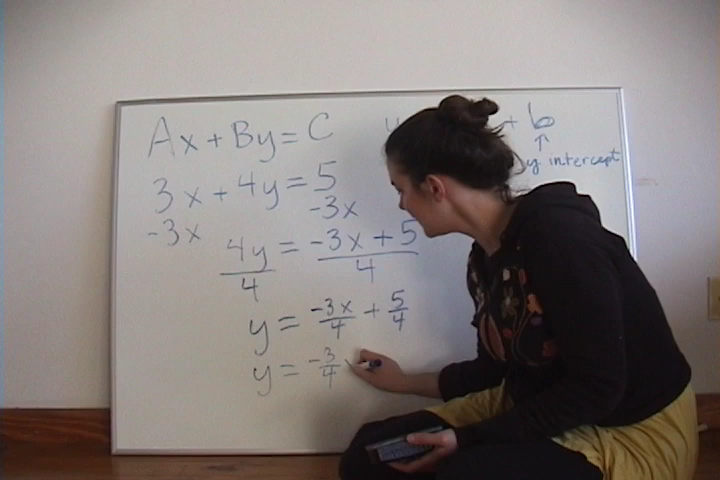 Ax + By = C
y + b
↑
y intercept
3x + 4y = 5
-3x -3x
4y/4 = -3x + 5/4
y = -3x/4 + 5/4
y = -3/4